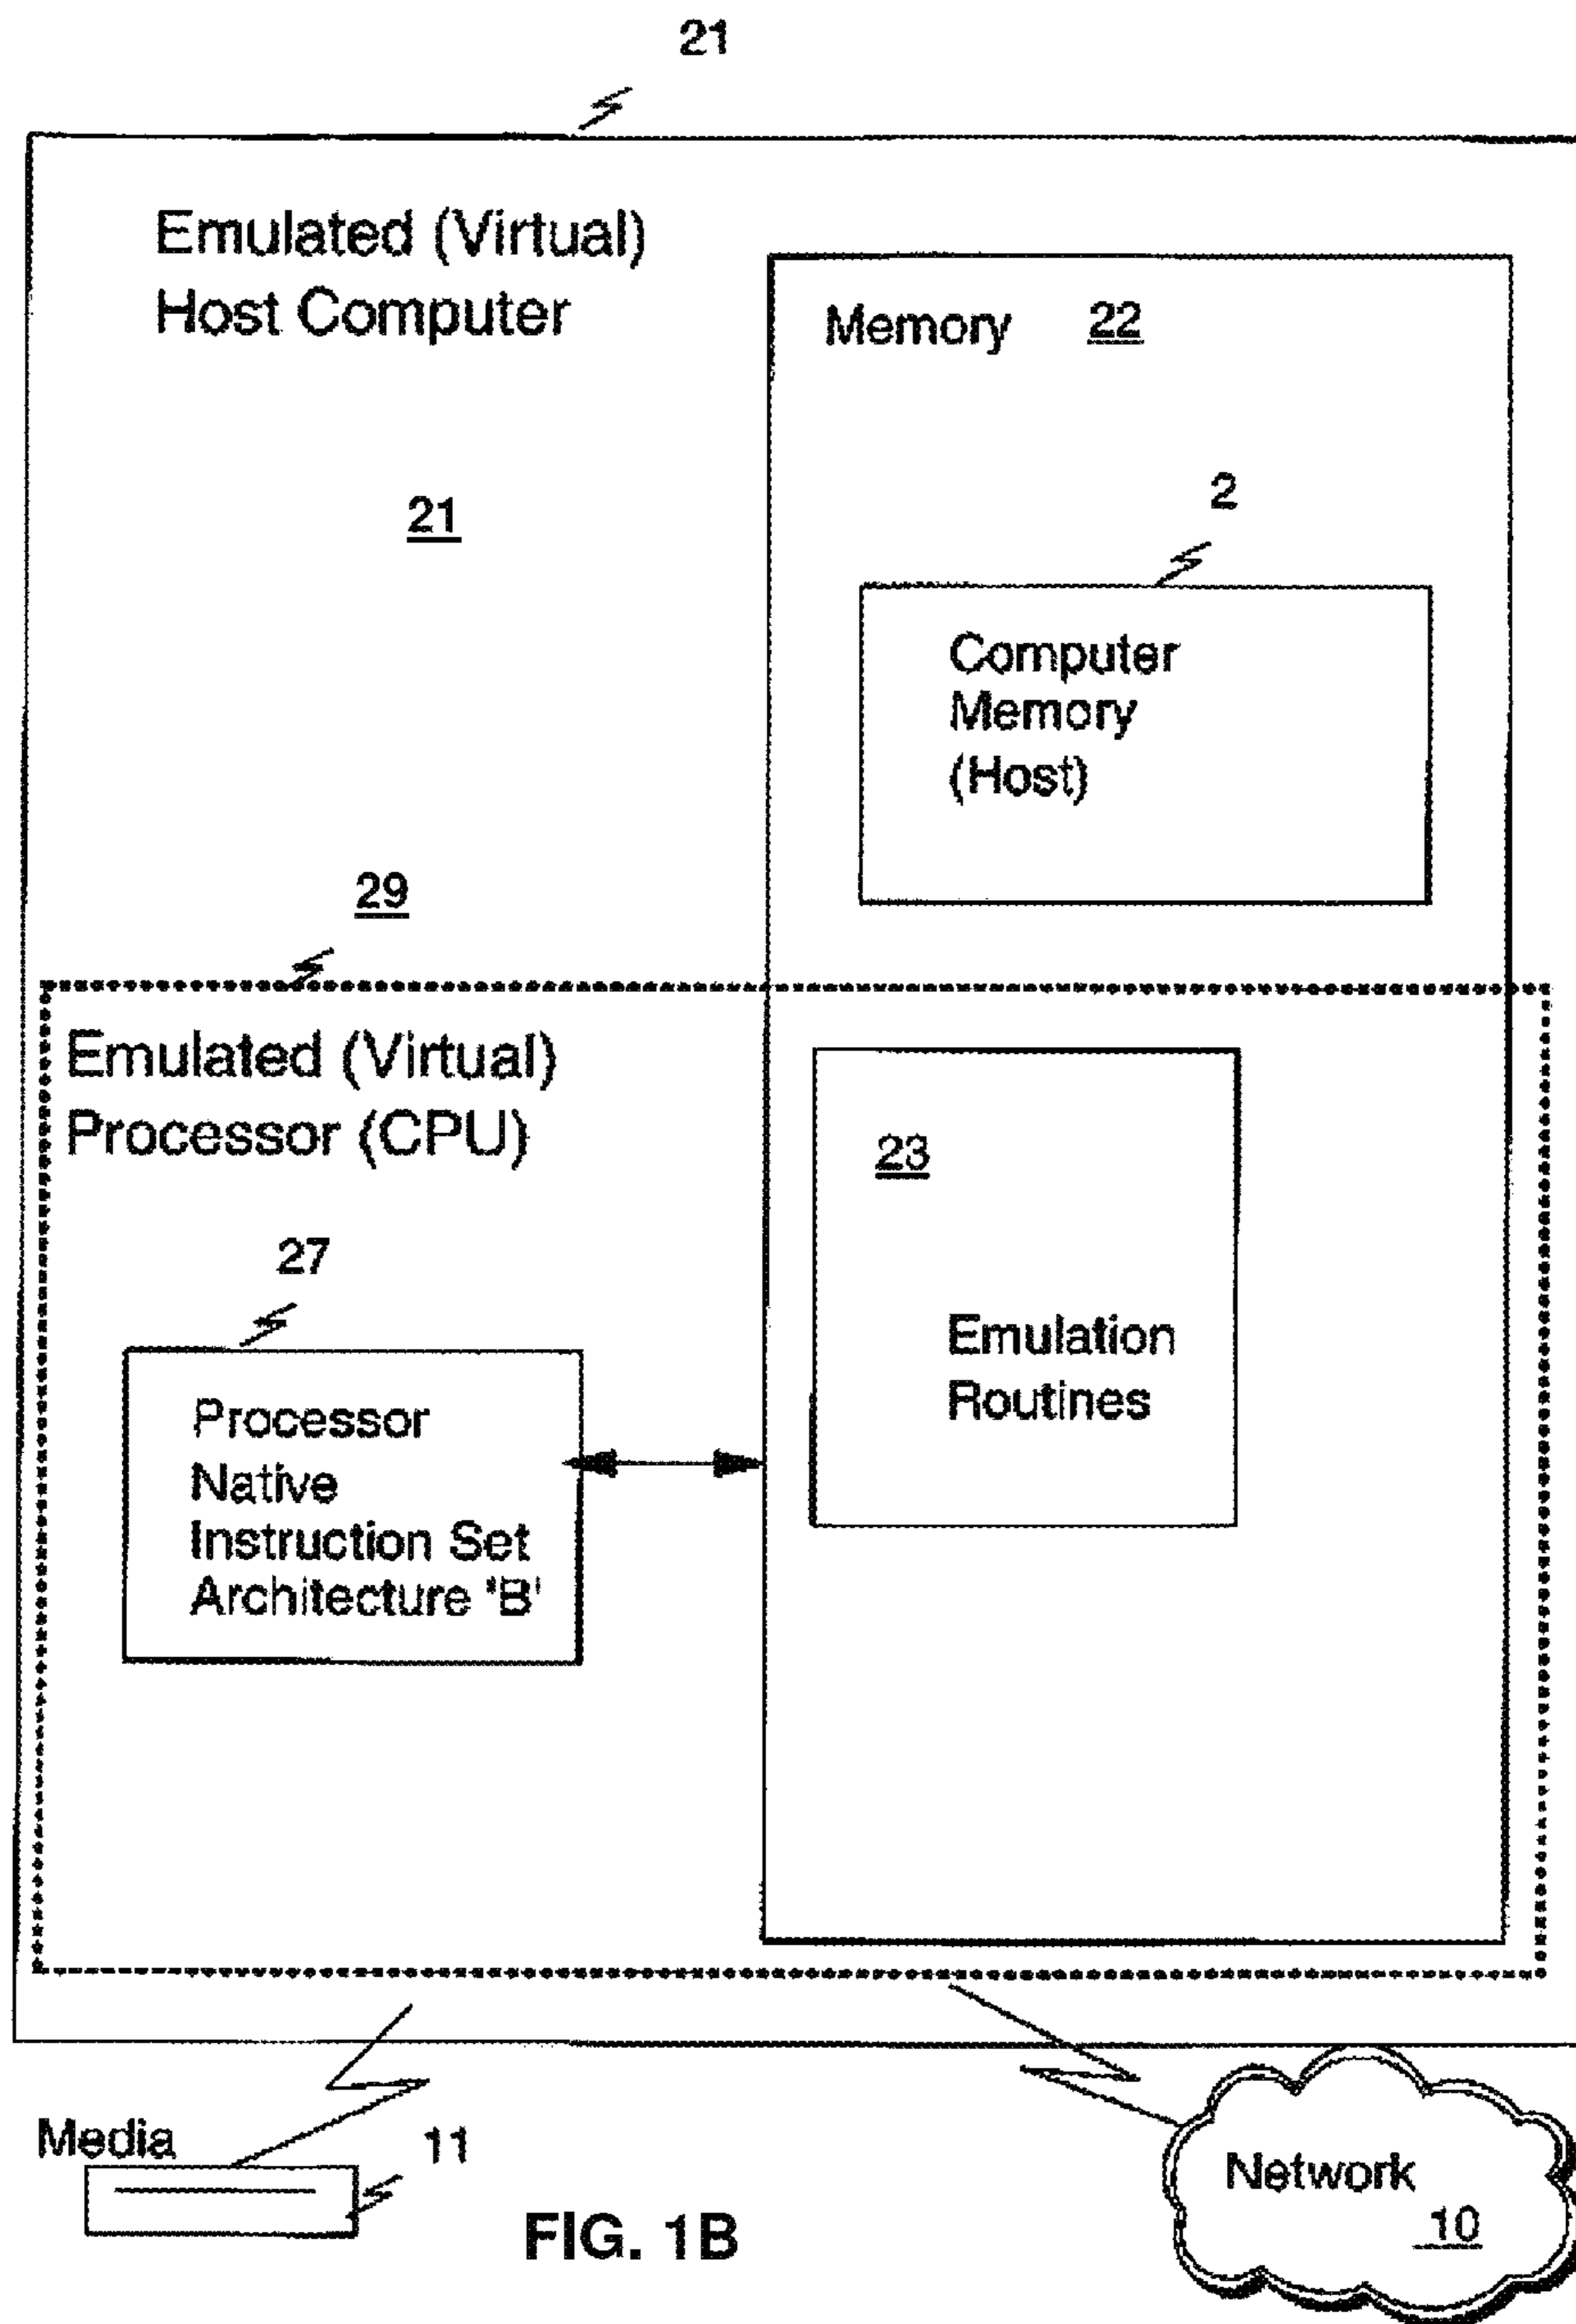 21
Emulated (Virtual)
Host Computer
21
Memory 22
2
Computer
Memory
(Host)
29
Emulated (Virtual)
Processor (CPU)
27
Processor
Native
Instruction Set
Architecture 'B'
23
Emulation
Routines
Media
11
Network
10
FIG. 1B